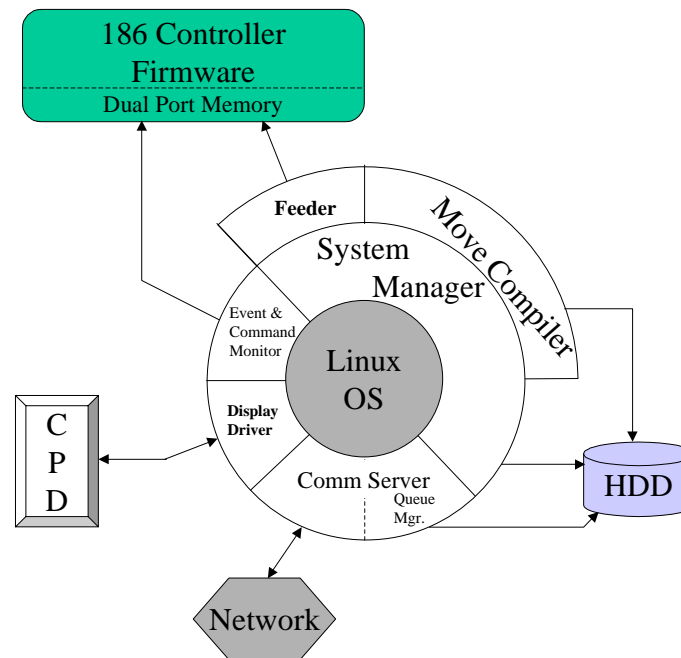 186 Controller
Firmware
Dual Port Memory
Feeder
Move Compiler
System
Manager
Event &
Command
Monitor
Linux
OS
Display
Driver
C
P
D
Comm Server
Queue
Mgr.
HDD
Network